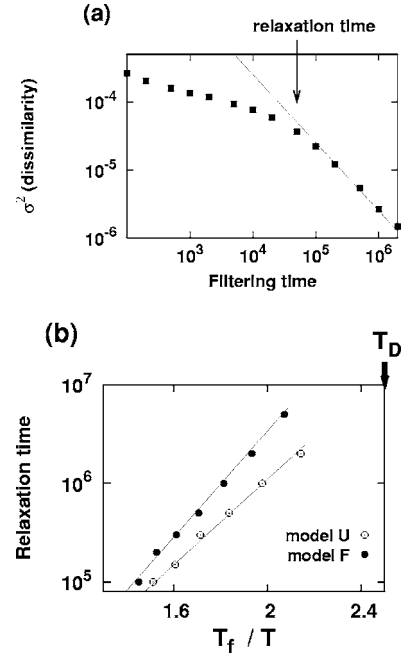 (a)
relaxation time
σ² (dissimilarity)
10⁻⁴
10⁻⁵
10⁻⁶
10³ 10⁴ 10⁵ 10⁶
Filtering time
(b)
T_D
Relaxation time
10⁷
10⁶
10⁵
model U
model F
1.6 2 2.4
T_f / T